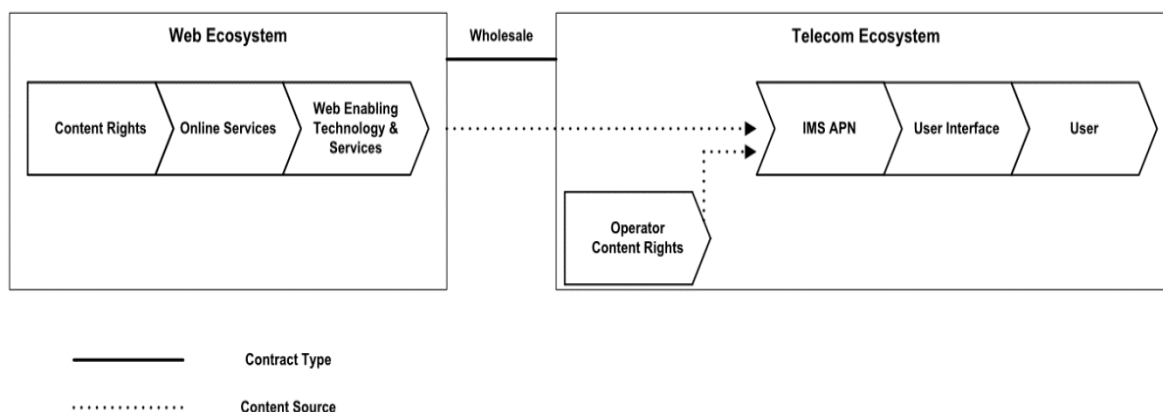 Web Ecosystem
Wholesale
Telecom Ecosystem
Content Rights
Online Services
Web Enabling
Technology &
Services
IMS APN
User Interface
User
Operator
Content Rights
Contract Type
Content Source